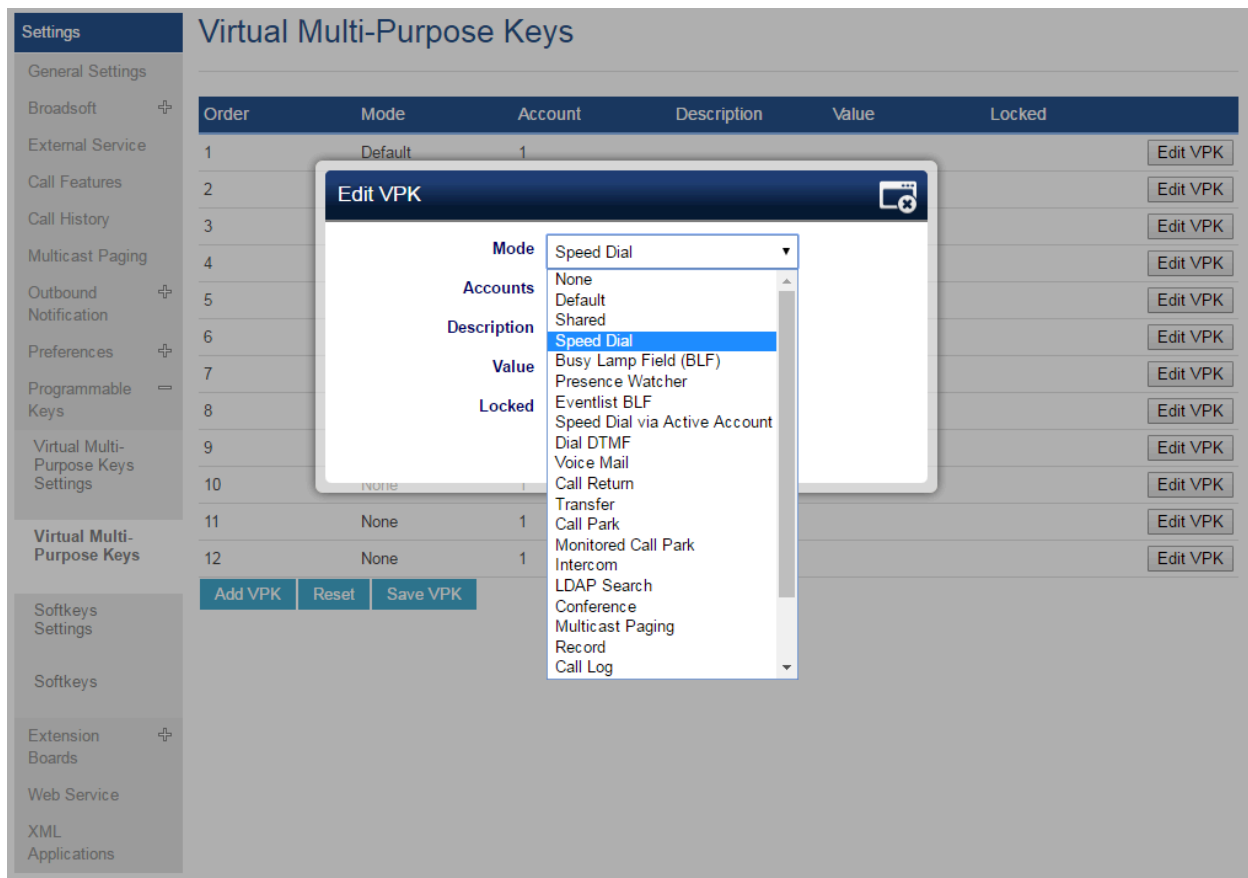 Settings
General Settings
Broadsoft
External Service
Call Features
Call History
Multicast Paging
Outbound
Notification
Preferences
Programmable
Keys
Virtual Multi-
Purpose Keys
Settings
Virtual Multi-
Purpose Keys
Softkeys
Settings
Softkeys
Extension
Boards
Web Service
XML
Applications
Virtual Multi-Purpose Keys
Order Mode Account Description Value Locked
1 Default 1 Edit VPK
2 Edit VPK
3 Edit VPK
4 Edit VPK
5 Edit VPK
6 Edit VPK
7 Edit VPK
8 Edit VPK
9 Edit VPK
10 None 1 Edit VPK
11 None 1 Edit VPK
12 None 1 Edit VPK
Add VPK Reset Save VPK
Edit VPK
Mode Speed Dial
Accounts
Description
Value
Locked
None
Default
Shared
Speed Dial
Busy Lamp Field (BLF)
Presence Watcher
Eventlist BLF
Speed Dial via Active Account
Dial DTMF
Voice Mail
Call Return
Transfer
Call Park
Monitored Call Park
Intercom
LDAP Search
Conference
Multicast Paging
Record
Call Log